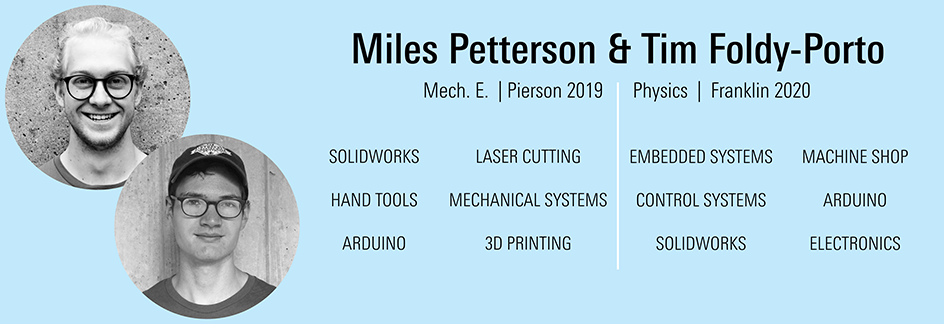 Miles Petterson & Tim Foldy-Porto
Mech. E. | Pierson 2019
Physics | Franklin 2020
SOLIDWORKS LASER CUTTING
HAND TOOLS MECHANICAL SYSTEMS
ARDUINO 3D PRINTING
EMBEDDED SYSTEMS MACHINE SHOP
CONTROL SYSTEMS ARDUINO
SOLIDWORKS ELECTRONICS